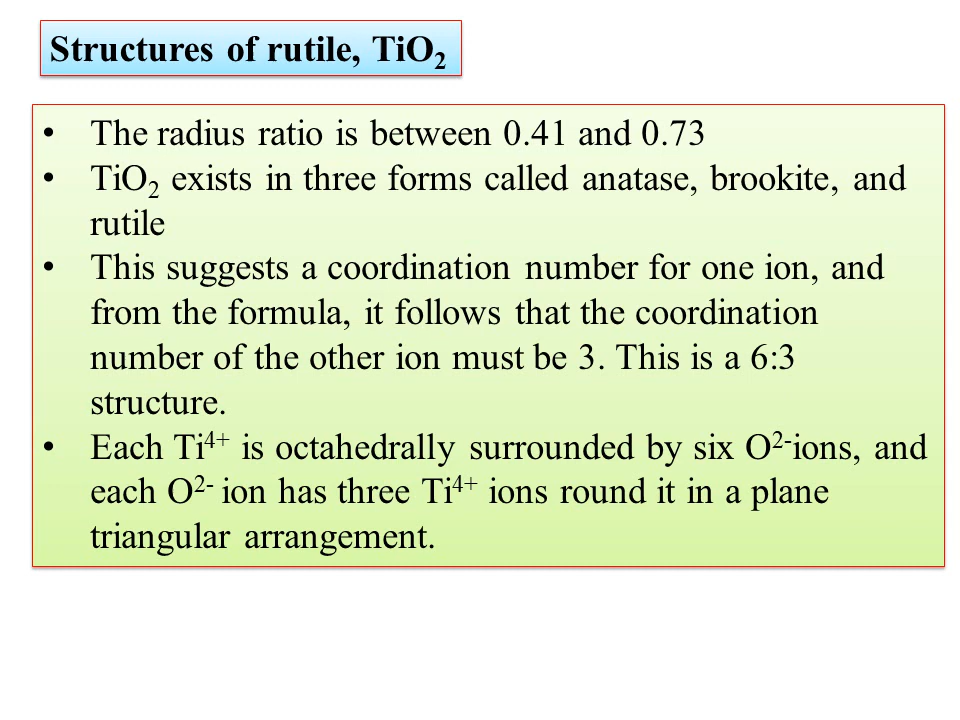 Structures of rutile, TiO₂
• The radius ratio is between 0.41 and 0.73
• TiO₂ exists in three forms called anatase, brookite, and
rutile
• This suggests a coordination number for one ion, and
from the formula, it follows that the coordination
number of the other ion must be 3. This is a 6:3
structure.
• Each Ti⁴⁺ is octahedrally surrounded by six O²⁻ions, and
each O²⁻ ion has three Ti⁴⁺ ions round it in a plane
triangular arrangement.